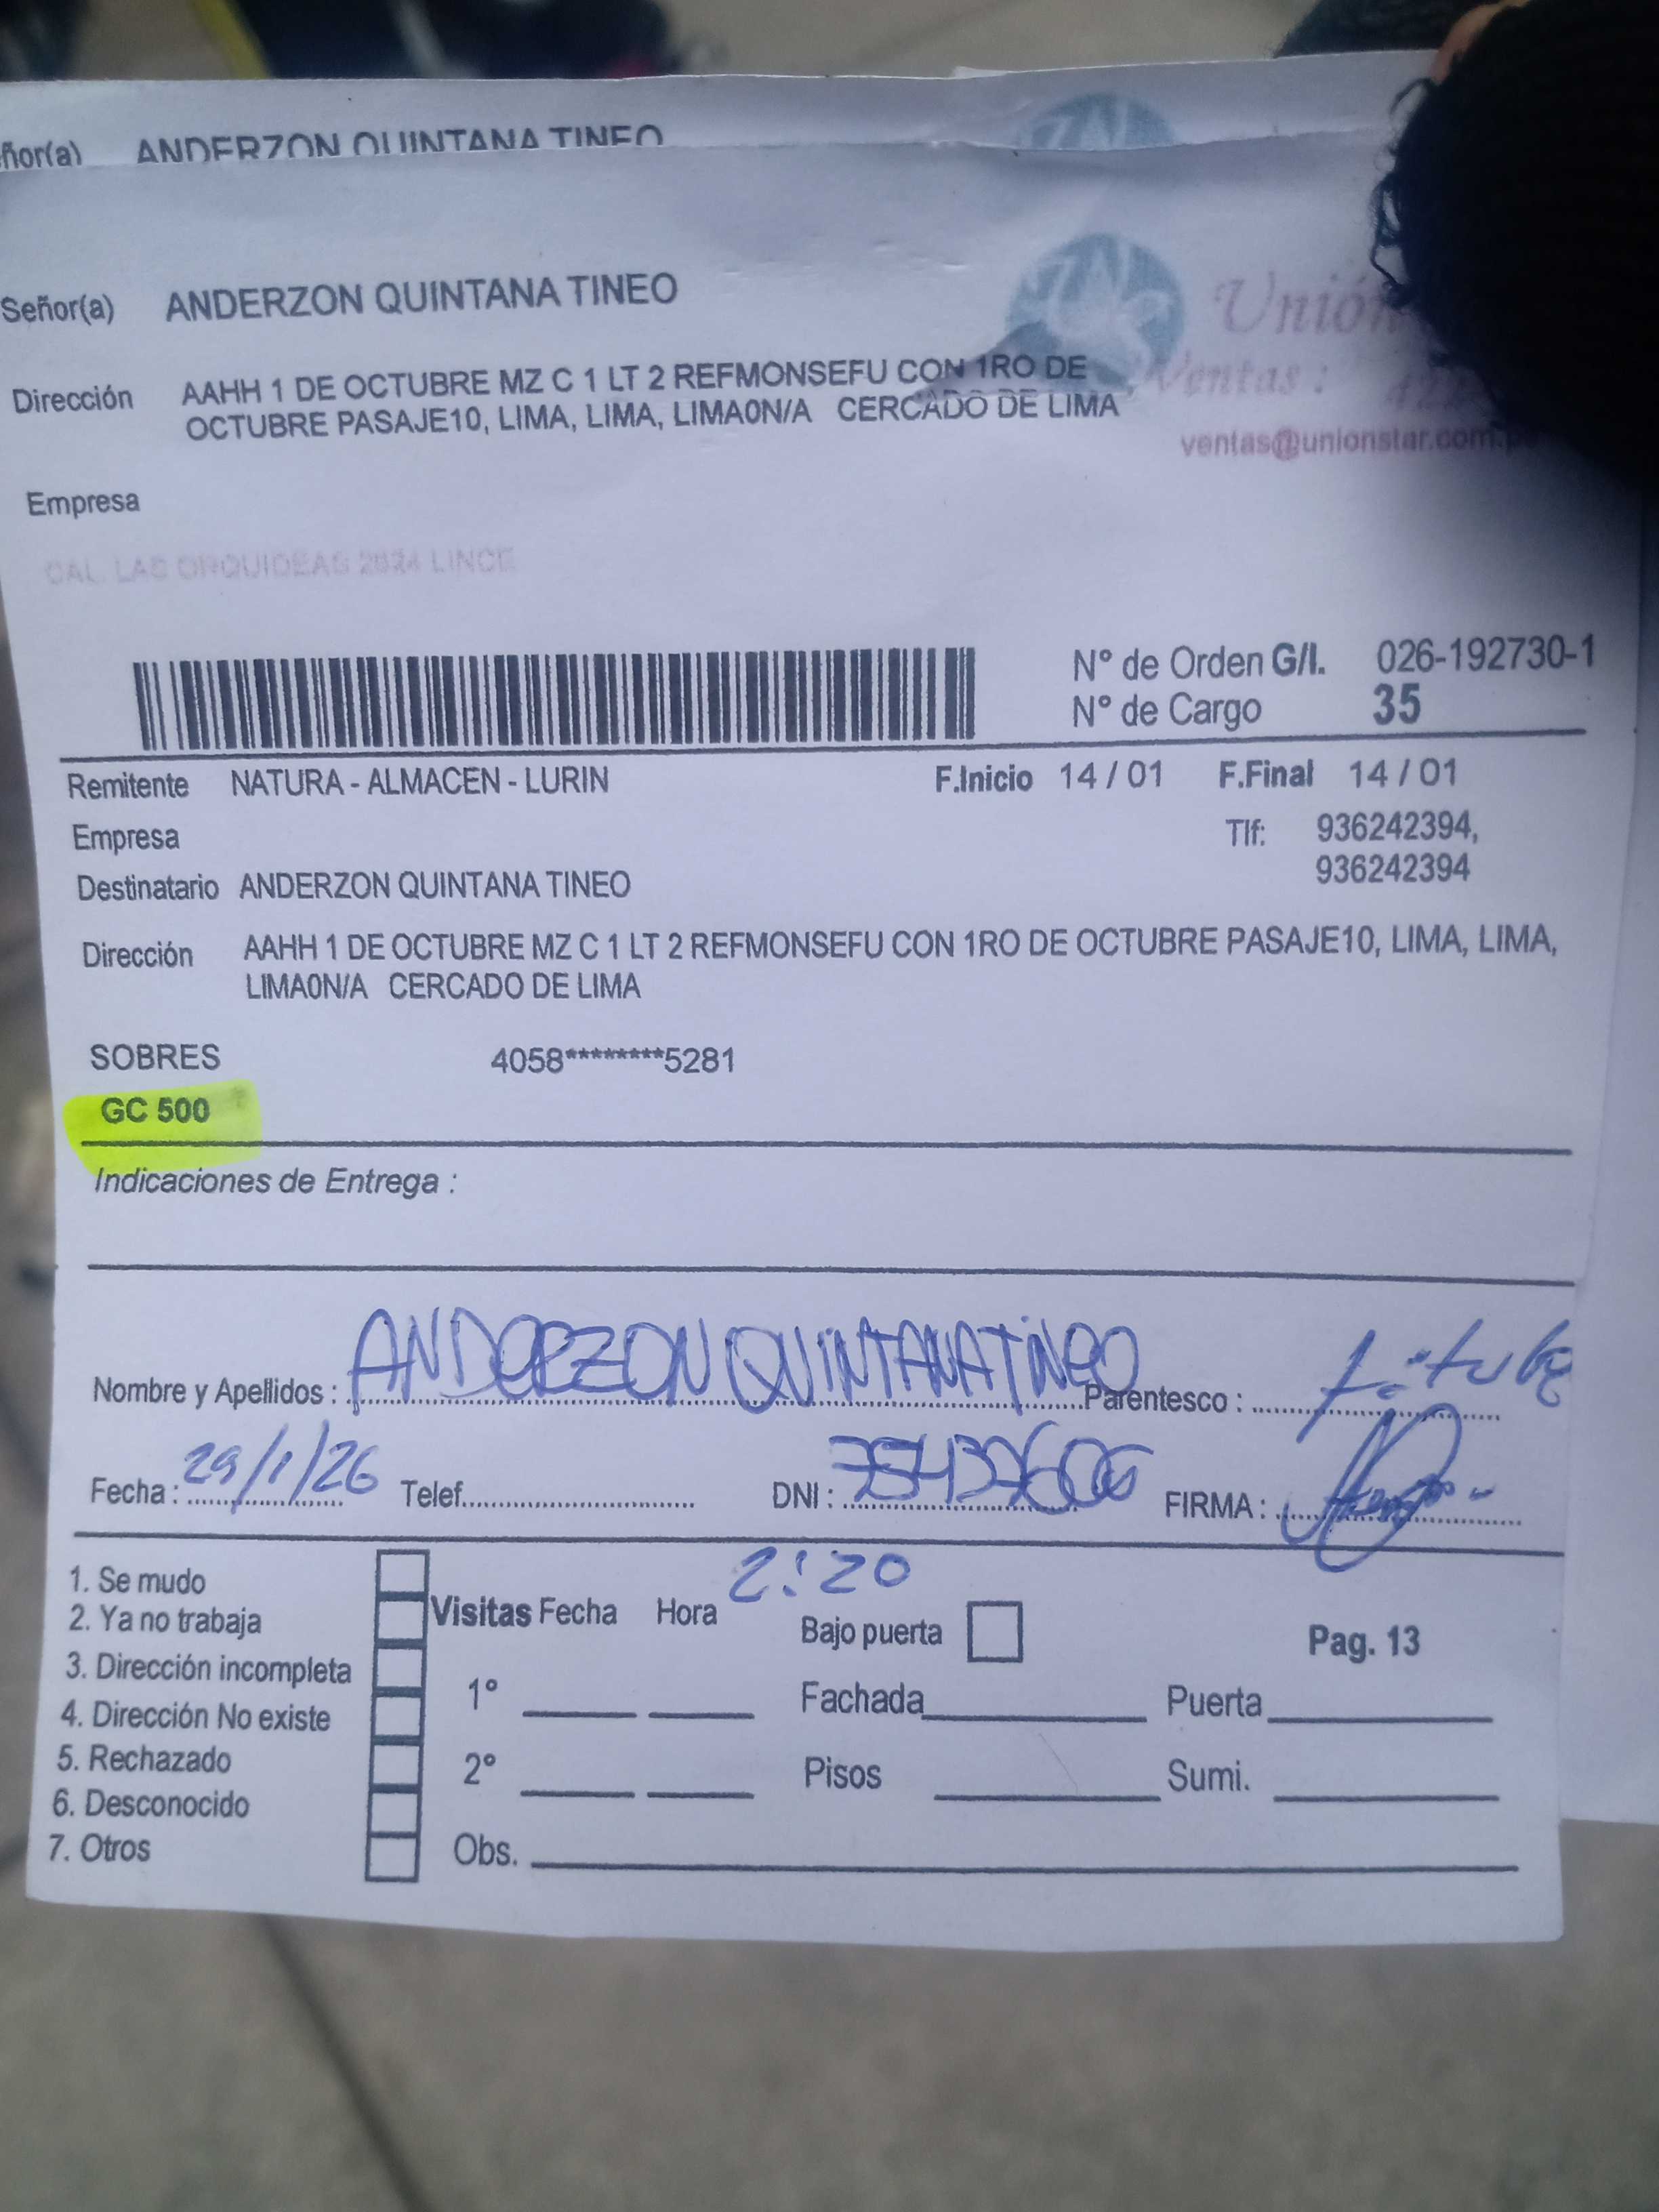 ñor(a) ANDERZON QUINTANA TINEO
Señor(a) ANDERZON QUINTANA TINEO
Unión
Dirección AAHH 1 DE OCTUBRE MZ C 1 LT 2 REFMONSEFU CON 1RO DE
OCTUBRE PASAJE10, LIMA, LIMA, LIMA0N/A CERCADO DE LIMA
Ventas :
ventas@unionstar.com.p
Empresa
CAL. LAS ORQUIDEAS LINCE
Nº de Orden G/I. 026-192730-1
Nº de Cargo 35
Remitente NATURA - ALMACEN - LURIN F.Inicio 14 / 01 F.Final 14 / 01
Empresa Tlf: 936242394,
936242394
Destinatario ANDERZON QUINTANA TINEO
Dirección AAHH 1 DE OCTUBRE MZ C 1 LT 2 REFMONSEFU CON 1RO DE OCTUBRE PASAJE10, LIMA, LIMA,
LIMA0N/A CERCADO DE LIMA
SOBRES 4058********5281
GC 500
Indicaciones de Entrega :
Nombre y Apellidos : ANDERZON QUINTANA TINEO Parentesco :
Fecha : 29/1/26 Telef. DNI : FIRMA :
2:20
1. Se mudo
2. Ya no trabaja
3. Dirección incompleta
4. Dirección No existe
5. Rechazado
6. Desconocido
7. Otros
Visitas Fecha Hora Bajo puerta Pag. 13
1° Fachada Puerta
2° Pisos Sumi.
Obs.